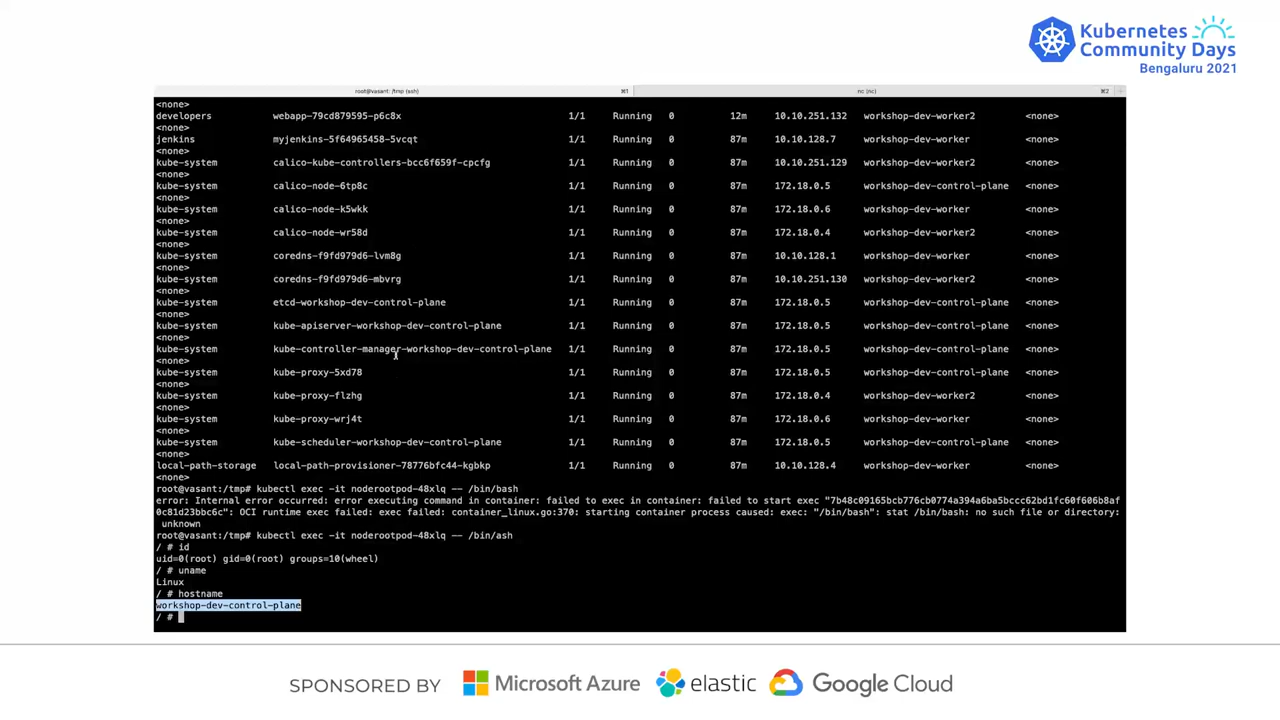 Kubernetes
Community Days
Bengaluru 2021
root@vasant: /tmp (ssh) ⌘1 nc (nc) ⌘2 +
<none>
developers webapp-79cd879595-p6c8x 1/1 Running 0 12m 10.10.251.132 workshop-dev-worker2 <none>
<none>
jenkins myjenkins-5f64965458-5vcqt 1/1 Running 0 87m 10.10.128.7 workshop-dev-worker <none>
<none>
kube-system calico-kube-controllers-bcc6f659f-cpcfg 1/1 Running 0 87m 10.10.251.129 workshop-dev-worker2 <none>
<none>
kube-system calico-node-6tp8c 1/1 Running 0 87m 172.18.0.5 workshop-dev-control-plane <none>
<none>
kube-system calico-node-k5wkk 1/1 Running 0 87m 172.18.0.6 workshop-dev-worker <none>
<none>
kube-system calico-node-wr58d 1/1 Running 0 87m 172.18.0.4 workshop-dev-worker2 <none>
<none>
kube-system coredns-f9fd979d6-lvm8g 1/1 Running 0 87m 10.10.128.1 workshop-dev-worker <none>
<none>
kube-system coredns-f9fd979d6-mbvrg 1/1 Running 0 87m 10.10.251.130 workshop-dev-worker2 <none>
<none>
kube-system etcd-workshop-dev-control-plane 1/1 Running 0 87m 172.18.0.5 workshop-dev-control-plane <none>
<none>
kube-system kube-apiserver-workshop-dev-control-plane 1/1 Running 0 87m 172.18.0.5 workshop-dev-control-plane <none>
<none>
kube-system kube-controller-manager-workshop-dev-control-plane 1/1 Running 0 87m 172.18.0.5 workshop-dev-control-plane <none>
<none>
kube-system kube-proxy-5xd78 1/1 Running 0 87m 172.18.0.5 workshop-dev-control-plane <none>
<none>
kube-system kube-proxy-flzhg 1/1 Running 0 87m 172.18.0.4 workshop-dev-worker2 <none>
<none>
kube-system kube-proxy-wrj4t 1/1 Running 0 87m 172.18.0.6 workshop-dev-worker <none>
<none>
kube-system kube-scheduler-workshop-dev-control-plane 1/1 Running 0 87m 172.18.0.5 workshop-dev-control-plane <none>
<none>
local-path-storage local-path-provisioner-78776bfc44-kgbkp 1/1 Running 0 87m 10.10.128.4 workshop-dev-worker <none>
<none>
root@vasant:/tmp# kubectl exec -it noderootpod-48xlq -- /bin/bash
error: Internal error occurred: error executing command in container: failed to exec in container: failed to start exec "7b48c09165bcb776cb0774a394a6ba5bccc62bd1fc60f606b8af
0c81d23bbc6c": OCI runtime exec failed: exec failed: container_linux.go:370: starting container process caused: exec: "/bin/bash": stat /bin/bash: no such file or directory:
unknown
root@vasant:/tmp# kubectl exec -it noderootpod-48xlq -- /bin/ash
/ # id
uid=0(root) gid=0(root) groups=10(wheel)
/ # uname
Linux
/ # hostname
workshop-dev-control-plane
/ #
SPONSORED BY Microsoft Azure elastic Google Cloud